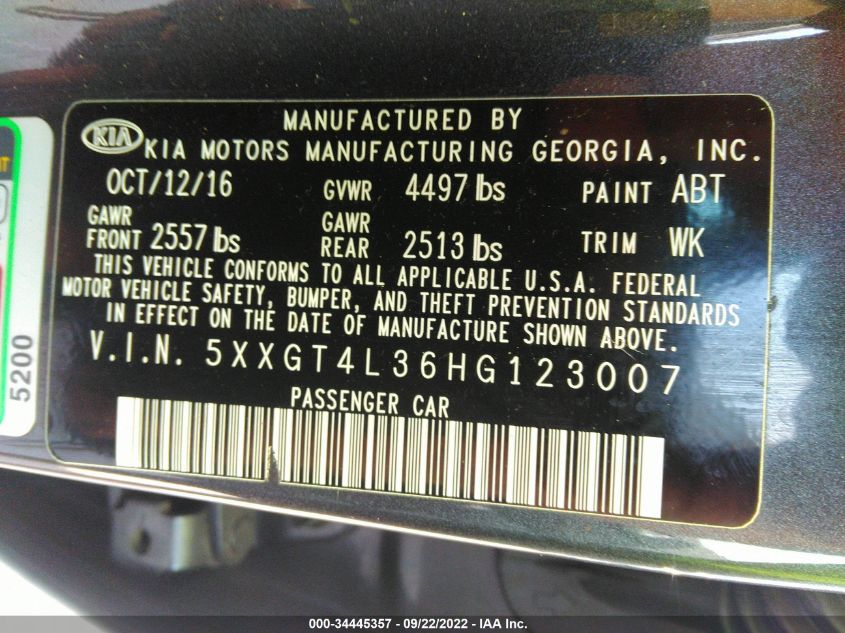 KIA
MANUFACTURED BY
KIA MOTORS MANUFACTURING GEORGIA, INC.
OCT/12/16 GVWR 4497 lbs PAINT ABT
GAWR FRONT 2557 lbs GAWR REAR 2513 lbs TRIM WK
THIS VEHICLE CONFORMS TO ALL APPLICABLE U.S.A. FEDERAL
MOTOR VEHICLE SAFETY, BUMPER, AND THEFT PREVENTION STANDARDS
IN EFFECT ON THE DATE OF MANUFACTURE SHOWN ABOVE.
V.I.N. 5XXGT4L36HG123007
PASSENGER CAR
5200
000-34445357 - 09/22/2022 - IAA Inc.